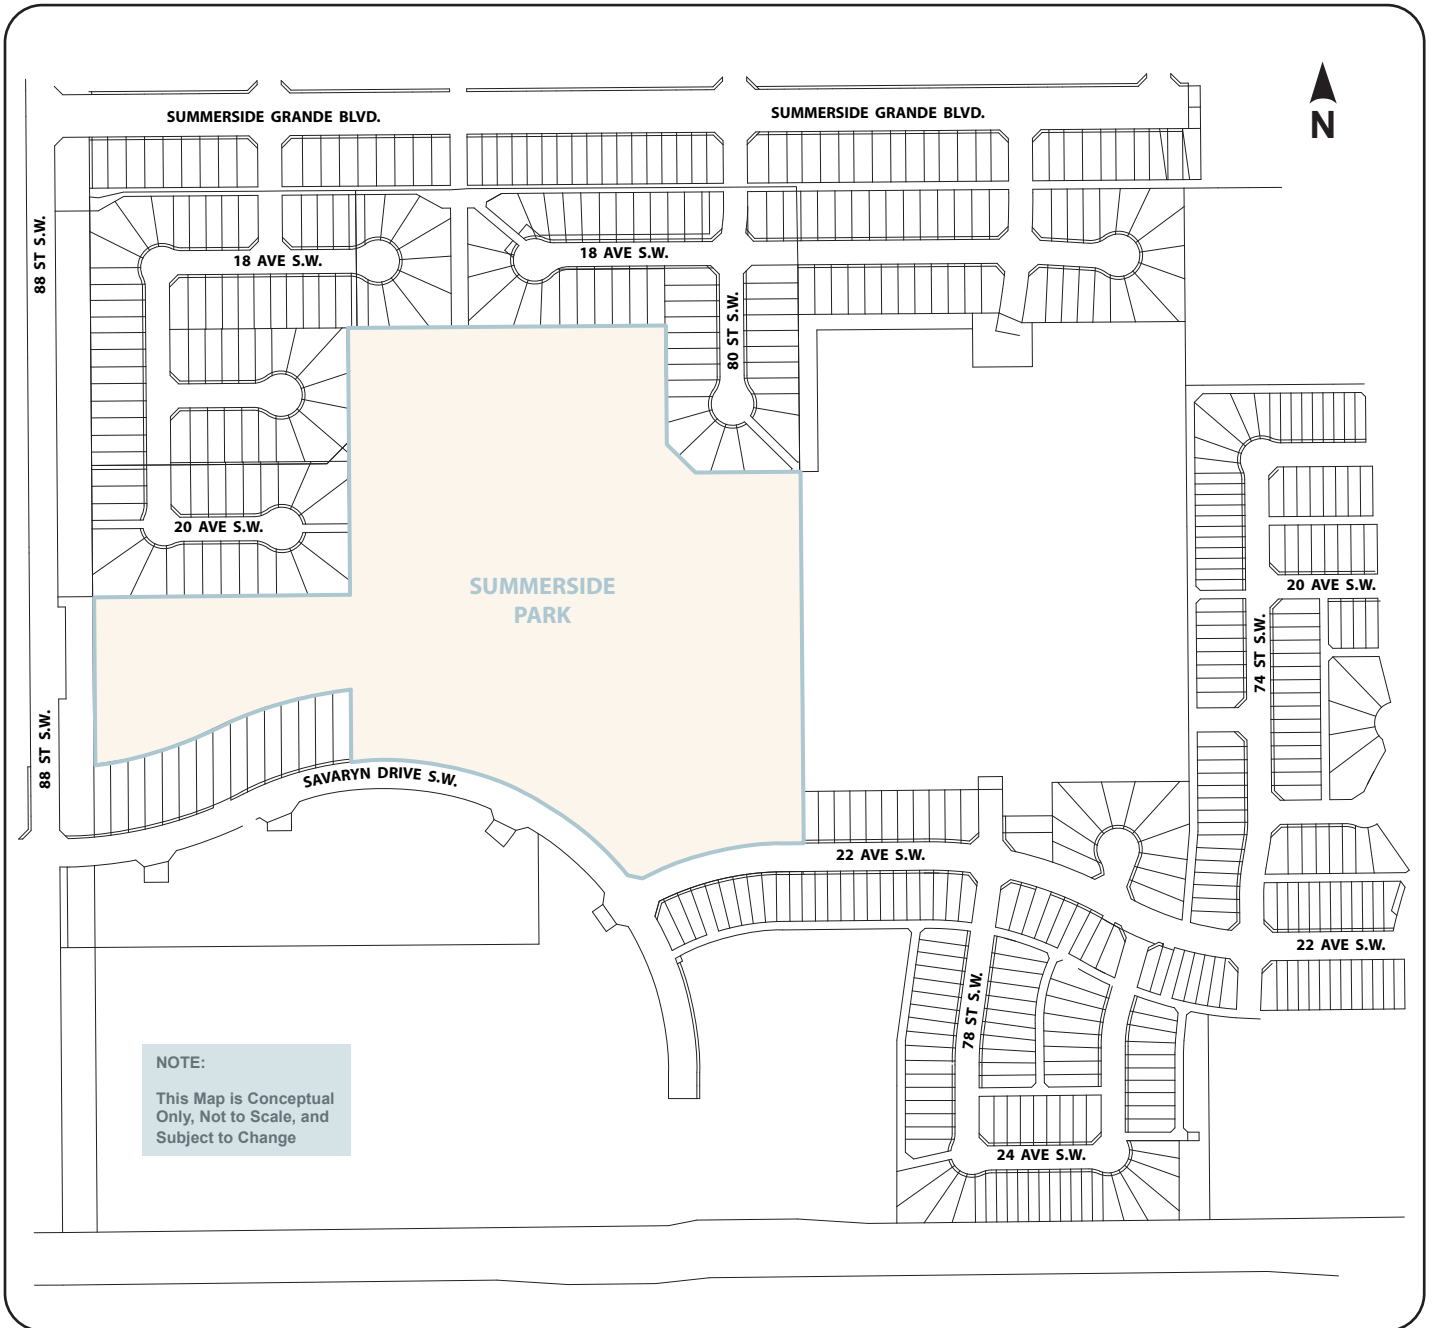 SUMMERSIDE GRANDE BLVD.
SUMMERSIDE GRANDE BLVD.
N
88 ST S.W.
18 AVE S.W.
18 AVE S.W.
80 ST S.W.
20 AVE S.W.
SUMMERSIDE
PARK
20 AVE S.W.
74 ST S.W.
88 ST S.W.
SAVARYN DRIVE S.W.
22 AVE S.W.
22 AVE S.W.
78 ST S.W.
NOTE:
This Map is Conceptual
Only, Not to Scale, and
Subject to Change
24 AVE S.W.